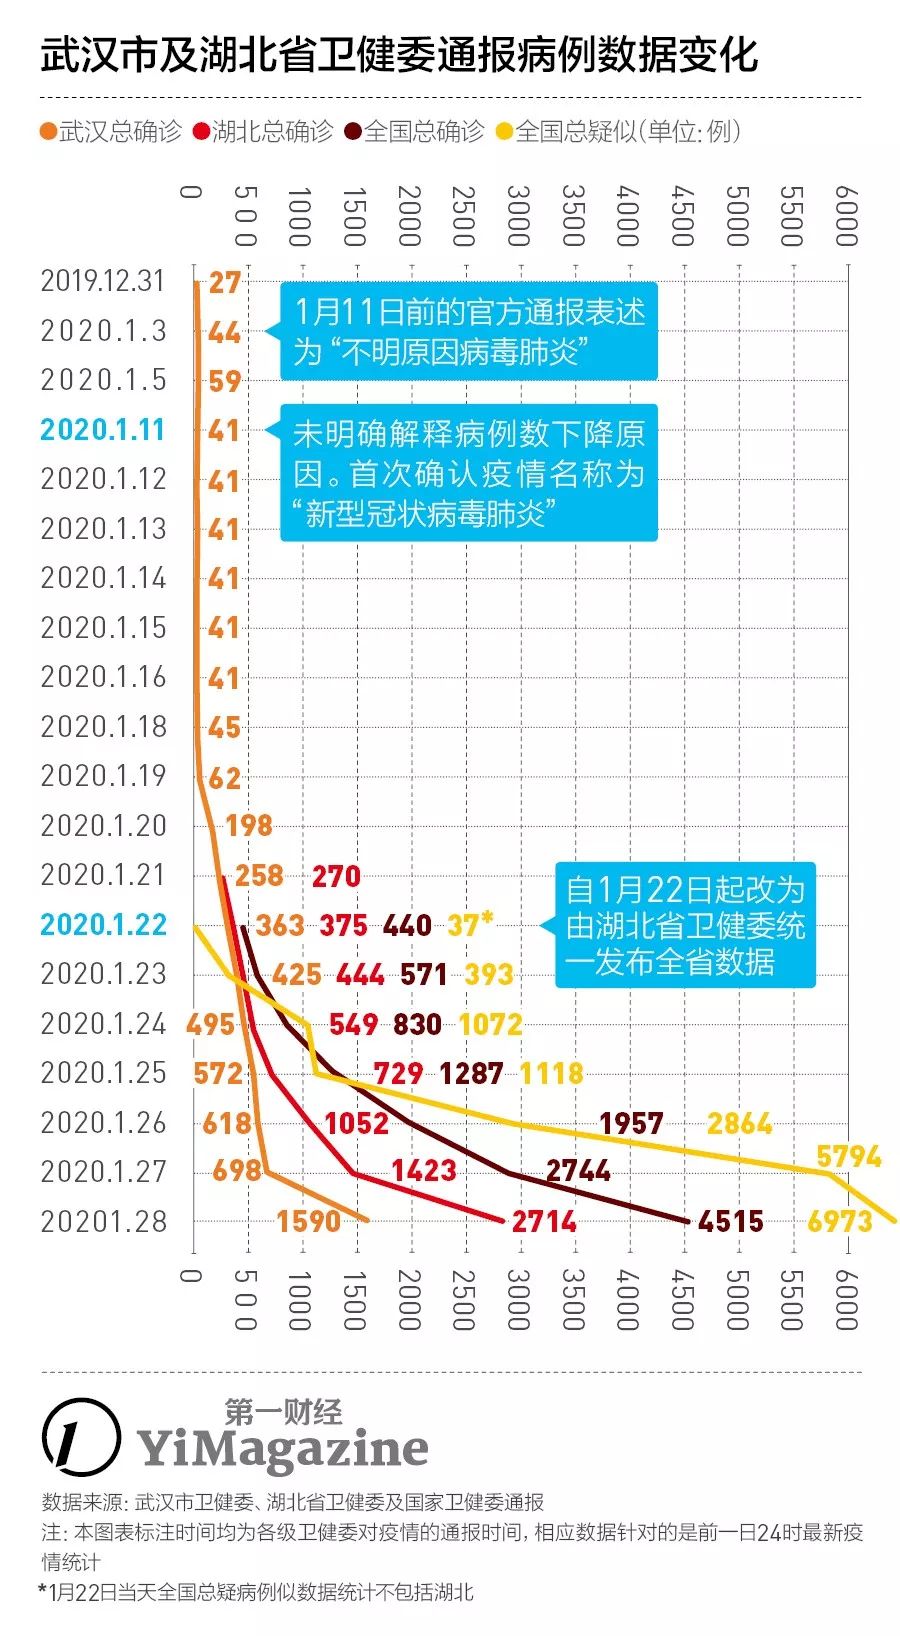 武汉市及湖北省卫健委通报病例数据变化
武汉总确诊 湖北总确诊 全国总确诊 全国总疑似(单位:例)
0 500 1000 1500 2000 2500 3000 3500 4000 4500 5000 5500 6000
2019.12.31 27
1月11日前的官方通报表述
为“不明原因病毒肺炎”
2020.1.3 44
2020.1.5 59
2020.1.11 41
未明确解释病例数下降原
因。首次确认疫情名称为
“新型冠状病毒肺炎”
2020.1.12 41
2020.1.13 41
2020.1.14 41
2020.1.15 41
2020.1.16 41
2020.1.18 45
2020.1.19 62
2020.1.20 198
2020.1.21 258 270
2020.1.22 363 375 440 37*
自1月22日起改为
由湖北省卫健委统
一发布全省数据
2020.1.23 425 444 571 393
2020.1.24 495 549 830 1072
2020.1.25 572 729 1287 1118
2020.1.26 618 1052 1957 2864
2020.1.27 698 1423 2744 5794
20201.28 1590 2714 4515 6973
0 500 1000 1500 2000 2500 3000 3500 4000 4500 5000 5500 6000
第一财经
YiMagazine
数据来源: 武汉市卫健委、湖北省卫健委及国家卫健委通报
注: 本图表标注时间均为各级卫健委对疫情的通报时间, 相应数据针对的是前一日24时最新疫
情统计
*1月22日当天全国总疑病例似数据统计不包括湖北